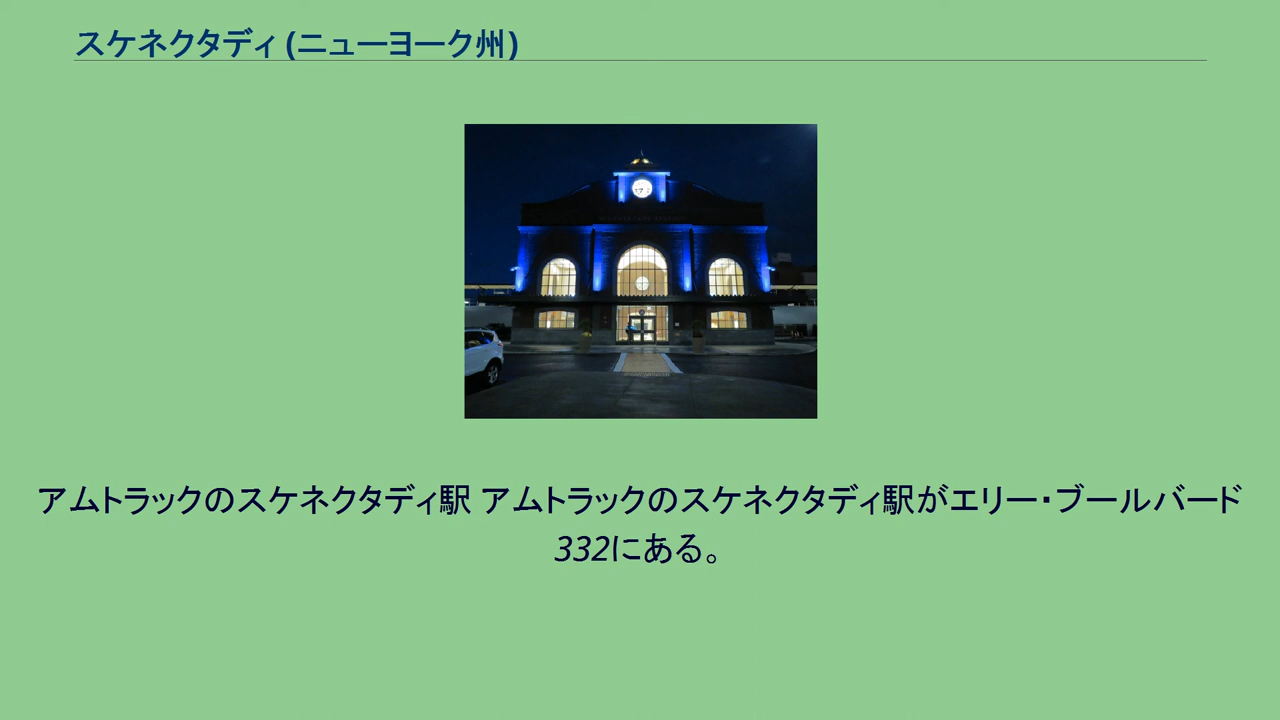 スケネクタディ (ニューヨーク州)
アムトラックのスケネクタディ駅 アムトラックのスケネクタディ駅がエリー・ブールバード
332にある。